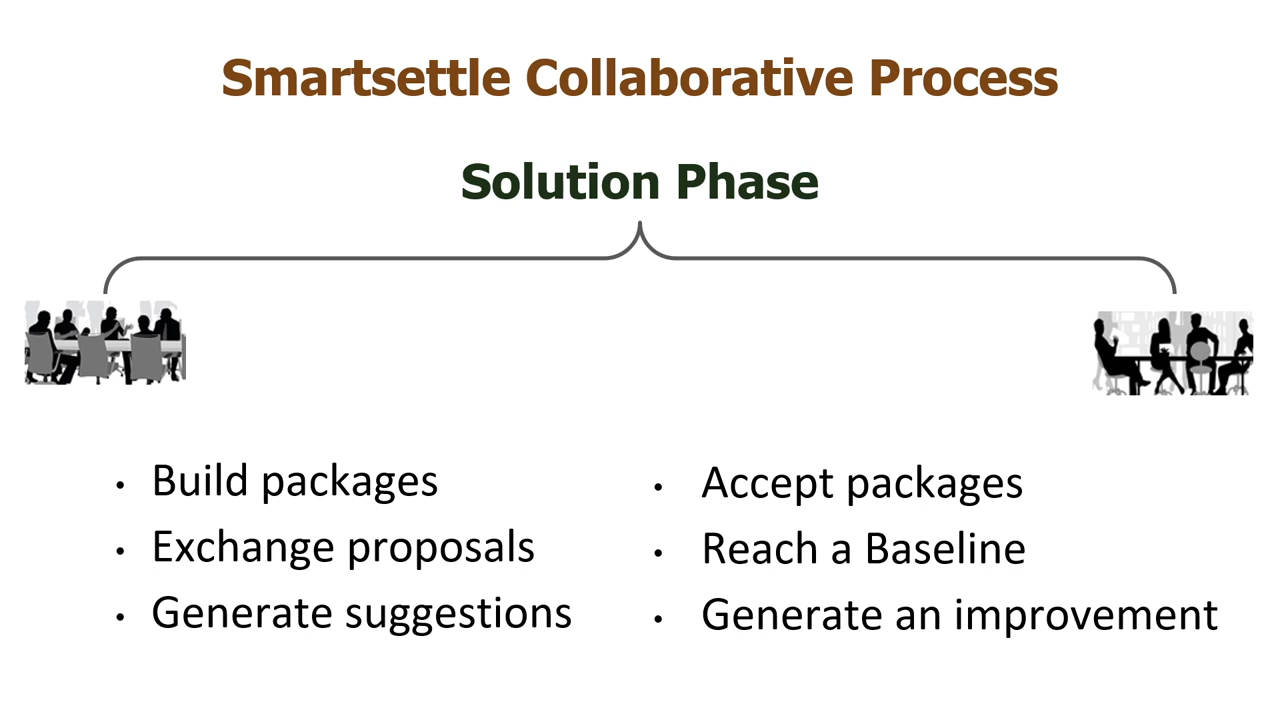 Smartsettle Collaborative Process
Solution Phase
• Build packages
• Exchange proposals
• Generate suggestions
• Accept packages
• Reach a Baseline
• Generate an improvement